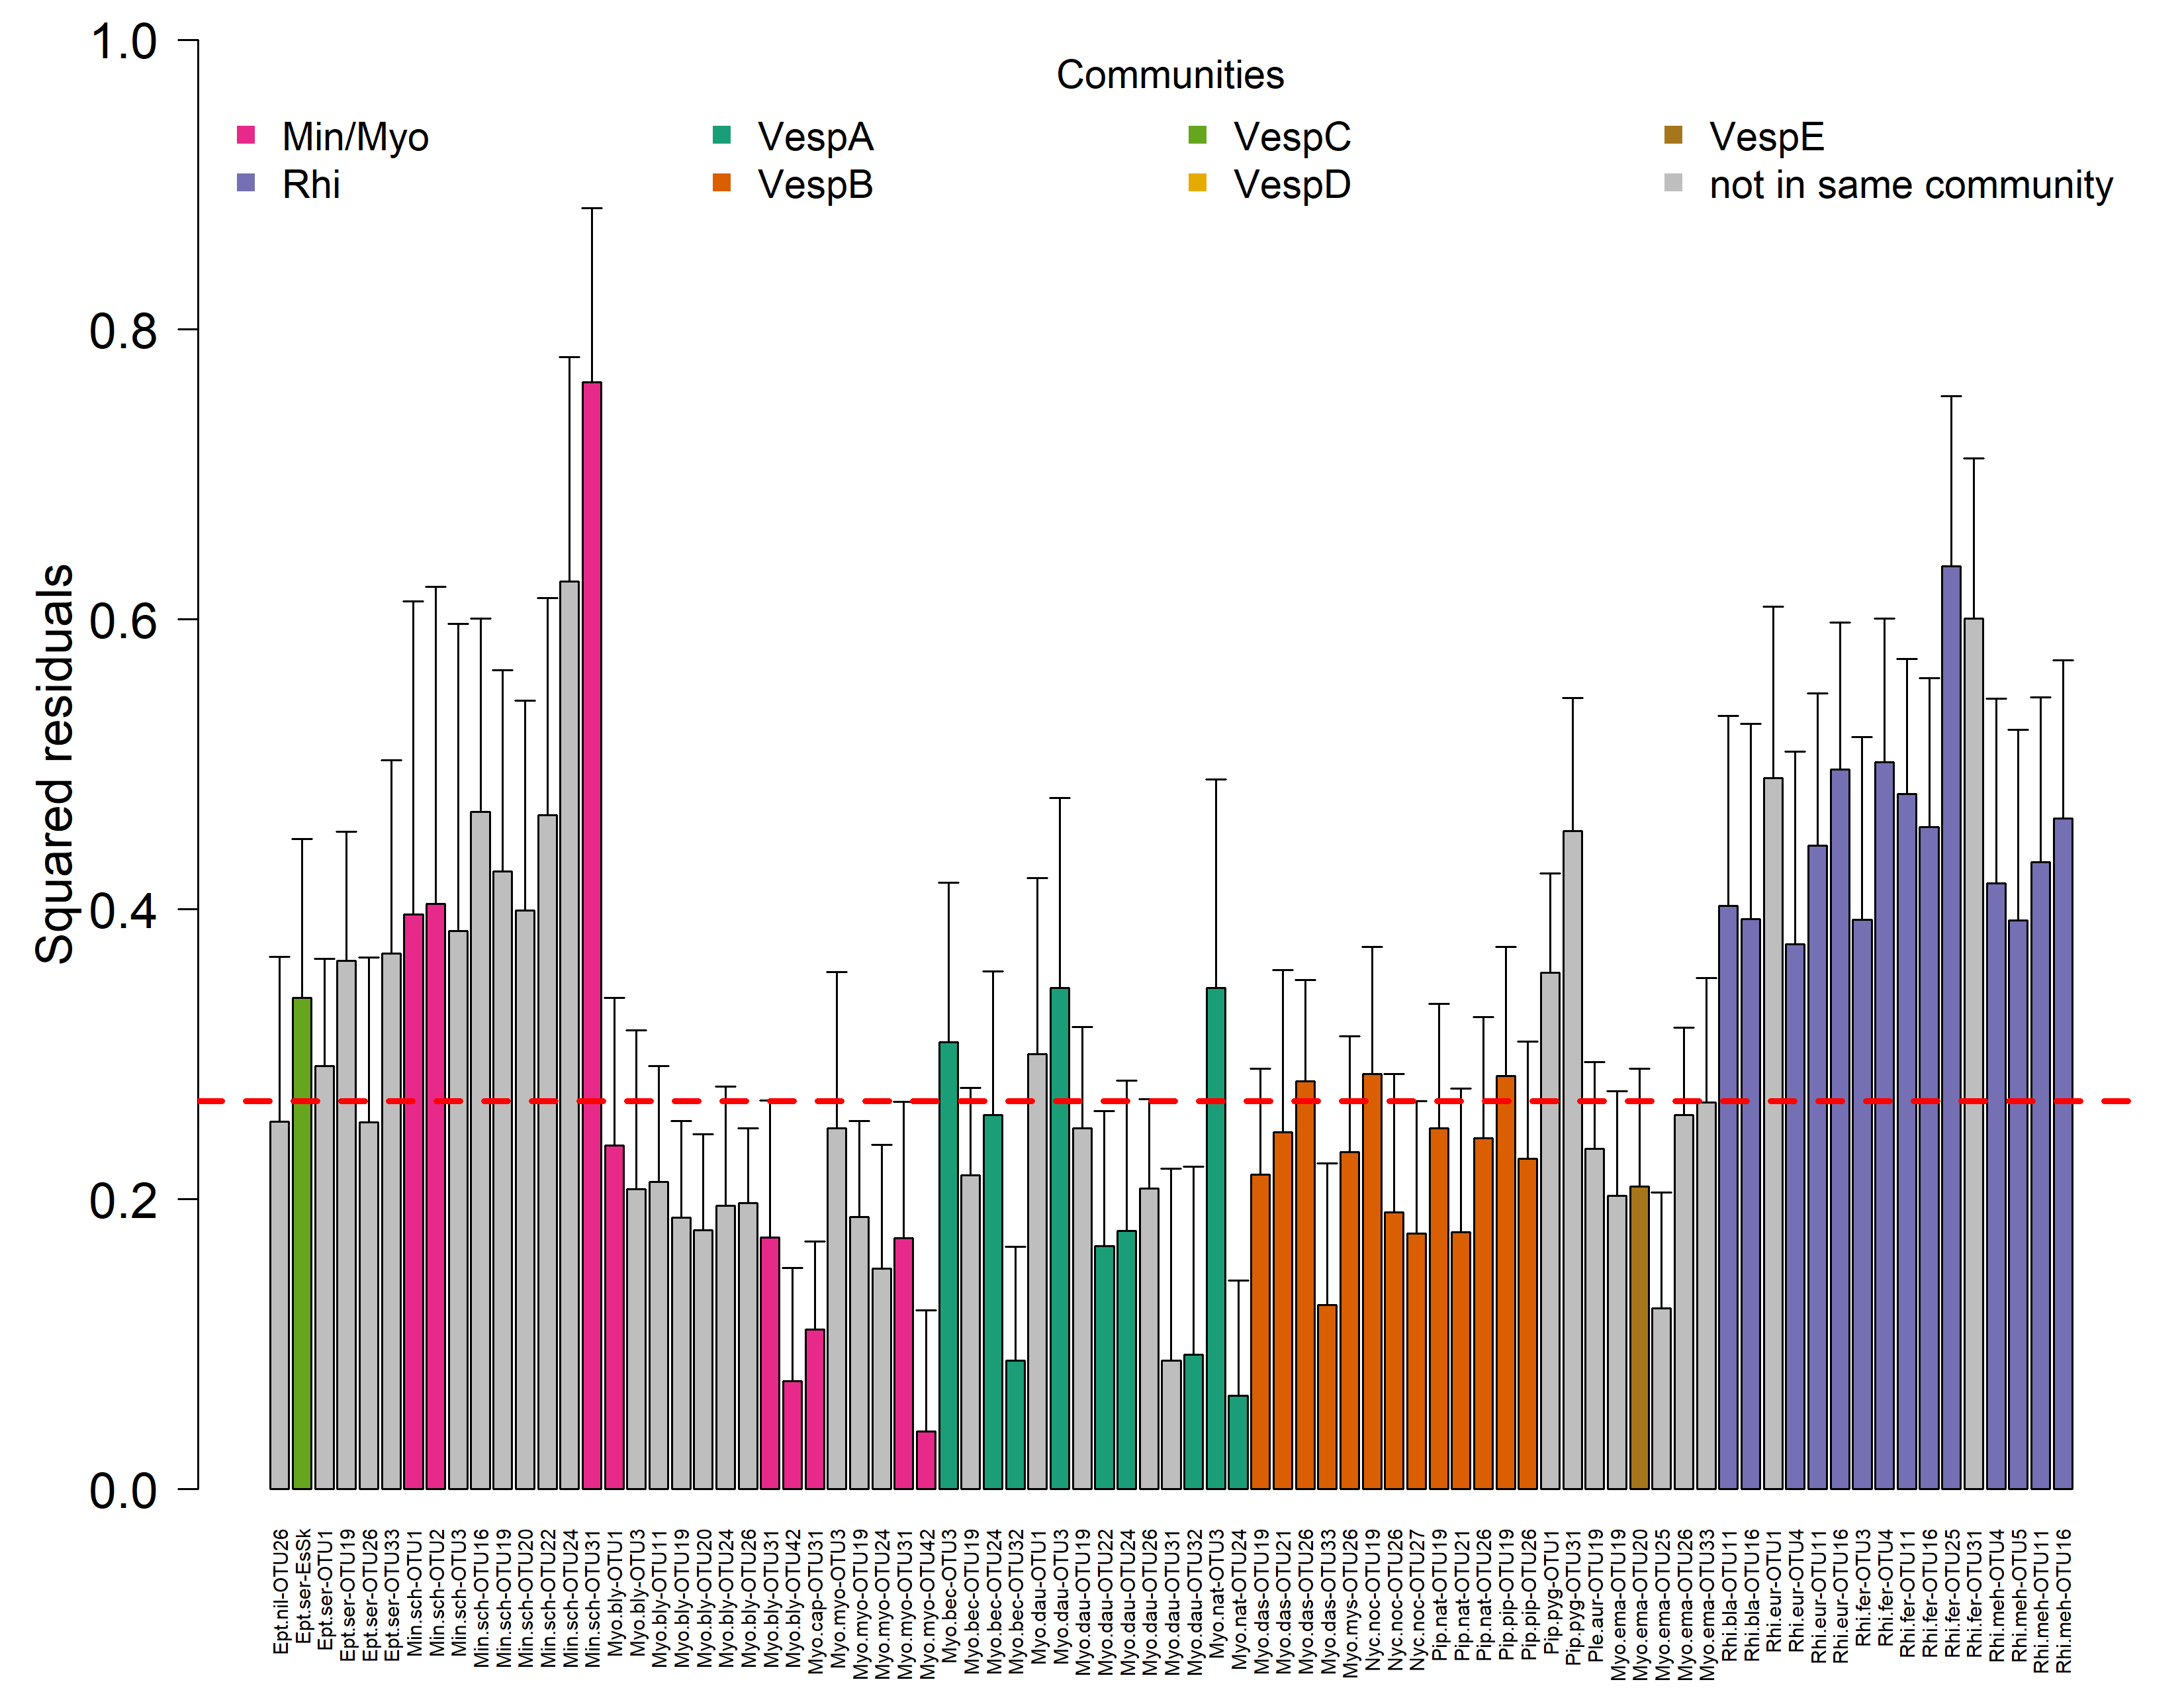 Communities
Min/Myo
VespA
VespC
VespE
Rhi
VespB
VespD
not in same community
Squared residuals
1.0
0.8
0.6
0.4
0.2
0.0
Ept.nil-OTU26
Ept.ser-EsSk
Ept.ser-OTU1
Ept.ser-OTU19
Ept.ser-OTU26
Ept.ser-OTU33
Min.sch-OTU1
Min.sch-OTU2
Min.sch-OTU3
Min.sch-OTU16
Min.sch-OTU19
Min.sch-OTU20
Min.sch-OTU22
Min.sch-OTU24
Min.sch-OTU31
Myo.bly-OTU1
Myo.bly-OTU3
Myo.bly-OTU11
Myo.bly-OTU19
Myo.bly-OTU20
Myo.bly-OTU24
Myo.bly-OTU26
Myo.bly-OTU31
Myo.bly-OTU42
Myo.cap-OTU31
Myo.myo-OTU3
Myo.myo-OTU19
Myo.myo-OTU24
Myo.myo-OTU31
Myo.myo-OTU42
Myo.bec-OTU3
Myo.bec-OTU19
Myo.bec-OTU24
Myo.bec-OTU32
Myo.dau-OTU1
Myo.dau-OTU3
Myo.dau-OTU19
Myo.dau-OTU22
Myo.dau-OTU24
Myo.dau-OTU26
Myo.dau-OTU31
Myo.dau-OTU32
Myo.nat-OTU3
Myo.nat-OTU24
Myo.das-OTU19
Myo.das-OTU21
Myo.das-OTU26
Myo.das-OTU33
Myo.mys-OTU26
Nyc.noc-OTU19
Nyc.noc-OTU26
Nyc.noc-OTU27
Pip.nat-OTU19
Pip.nat-OTU21
Pip.nat-OTU26
Pip.pip-OTU19
Pip.pip-OTU26
Pip.pyg-OTU1
Pip.pyg-OTU31
Ple.aur-OTU19
Myo.ema-OTU19
Myo.ema-OTU20
Myo.ema-OTU25
Myo.ema-OTU26
Myo.ema-OTU33
Rhi.bla-OTU11
Rhi.bla-OTU16
Rhi.eur-OTU1
Rhi.eur-OTU4
Rhi.eur-OTU11
Rhi.eur-OTU16
Rhi.fer-OTU3
Rhi.fer-OTU4
Rhi.fer-OTU11
Rhi.fer-OTU16
Rhi.fer-OTU25
Rhi.fer-OTU31
Rhi.meh-OTU4
Rhi.meh-OTU5
Rhi.meh-OTU11
Rhi.meh-OTU16